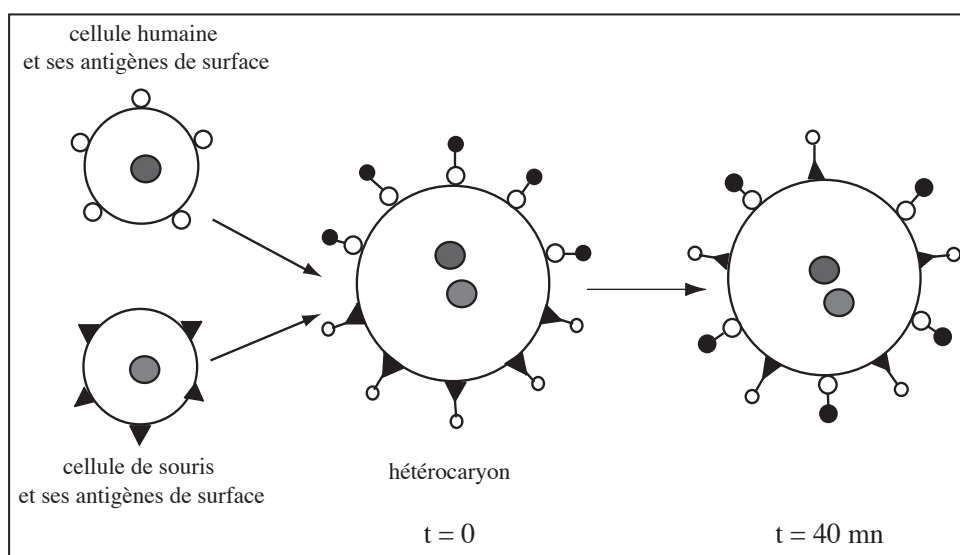 cellule humaine
et ses antigènes de surface
cellule de souris
et ses antigènes de surface
hétérocaryon
t = 0
t = 40 mn